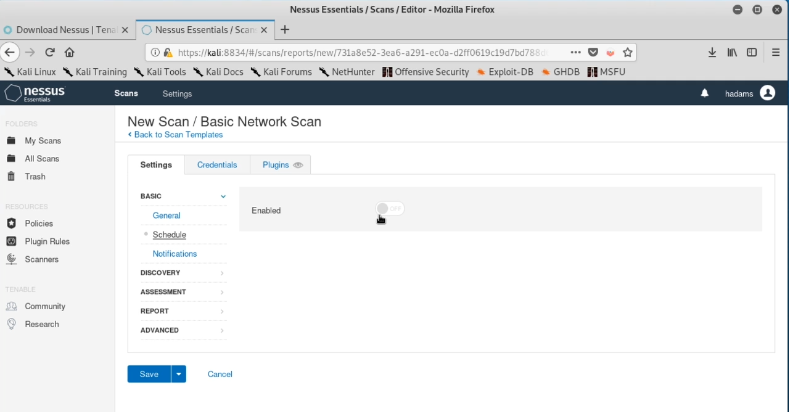 Nessus Essentials / Scans / Editor - Mozilla Firefox
Download Nessus | Tenal
Nessus Essentials / Scan
https://kali:8834/#/scans/reports/new/731a8e52-3ea6-a291-ec0a-d2ff0619c19d7bd788d
Kali Linux Kali Training Kali Tools Kali Docs Kali Forums NetHunter Offensive Security Exploit-DB GHDB MSFU
nessus
Essentials
Scans Settings hadams
FOLDERS
My Scans
All Scans
Trash
RESOURCES
Policies
Plugin Rules
Scanners
TENABLE
Community
Research
New Scan / Basic Network Scan
Back to Scan Templates
Settings Credentials Plugins
BASIC
General
Schedule
Notifications
DISCOVERY
ASSESSMENT
REPORT
ADVANCED
Enabled OFF
Save Cancel